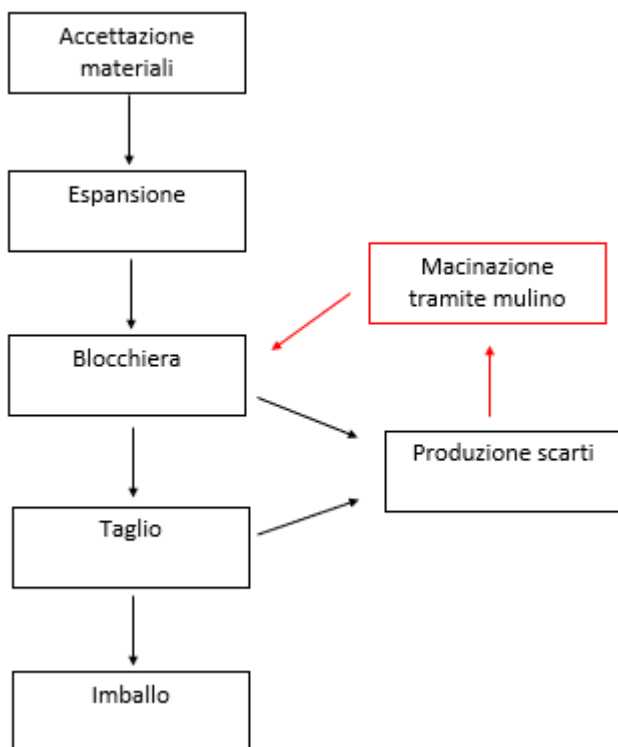 Accettazione
materiali
Espansione
Macinazione
tramite mulino
Blocchiera
Produzione scarti
Taglio
Imballo